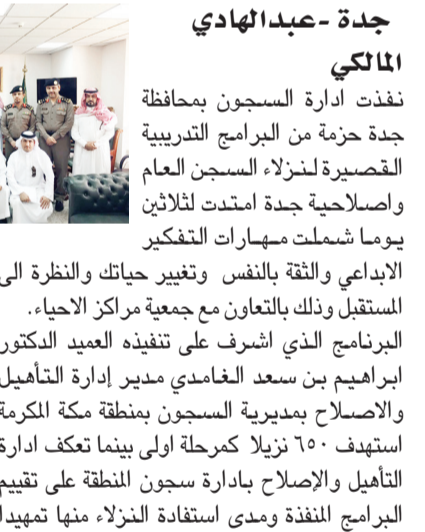 جدة -عبدالهادي
المالكي
نفذت ادارة السجون بمحافظة
جدة حزمة من البرامج التدريبية
القصيرة لنزلاء السجن العام
واصلاحية جدة امتدت لثلاثين
يوما شملت مهارات التفكير
الابداعي والثقة بالنفس وتغيير حياتك والنظرة الى
المستقبل وذلك بالتعاون مع جمعية مراكز الاحياء.
البرنامج الذي اشرف على تنفيذه العميد الدكتور
ابراهيم بن سعد الغامدي مدير إدارة التأهيل
والاصلاح بمديرية السجون بمنطقة مكة المكرمة
استهدف ٦٥٠ نزيلا كمرحلة اولى بينما تعكف ادارة
التأهيل والإصلاح بادارة سجون المنطقة على تقييم
البرامج المنفذة ومدى استفادة النزلاء منها تمهيدا